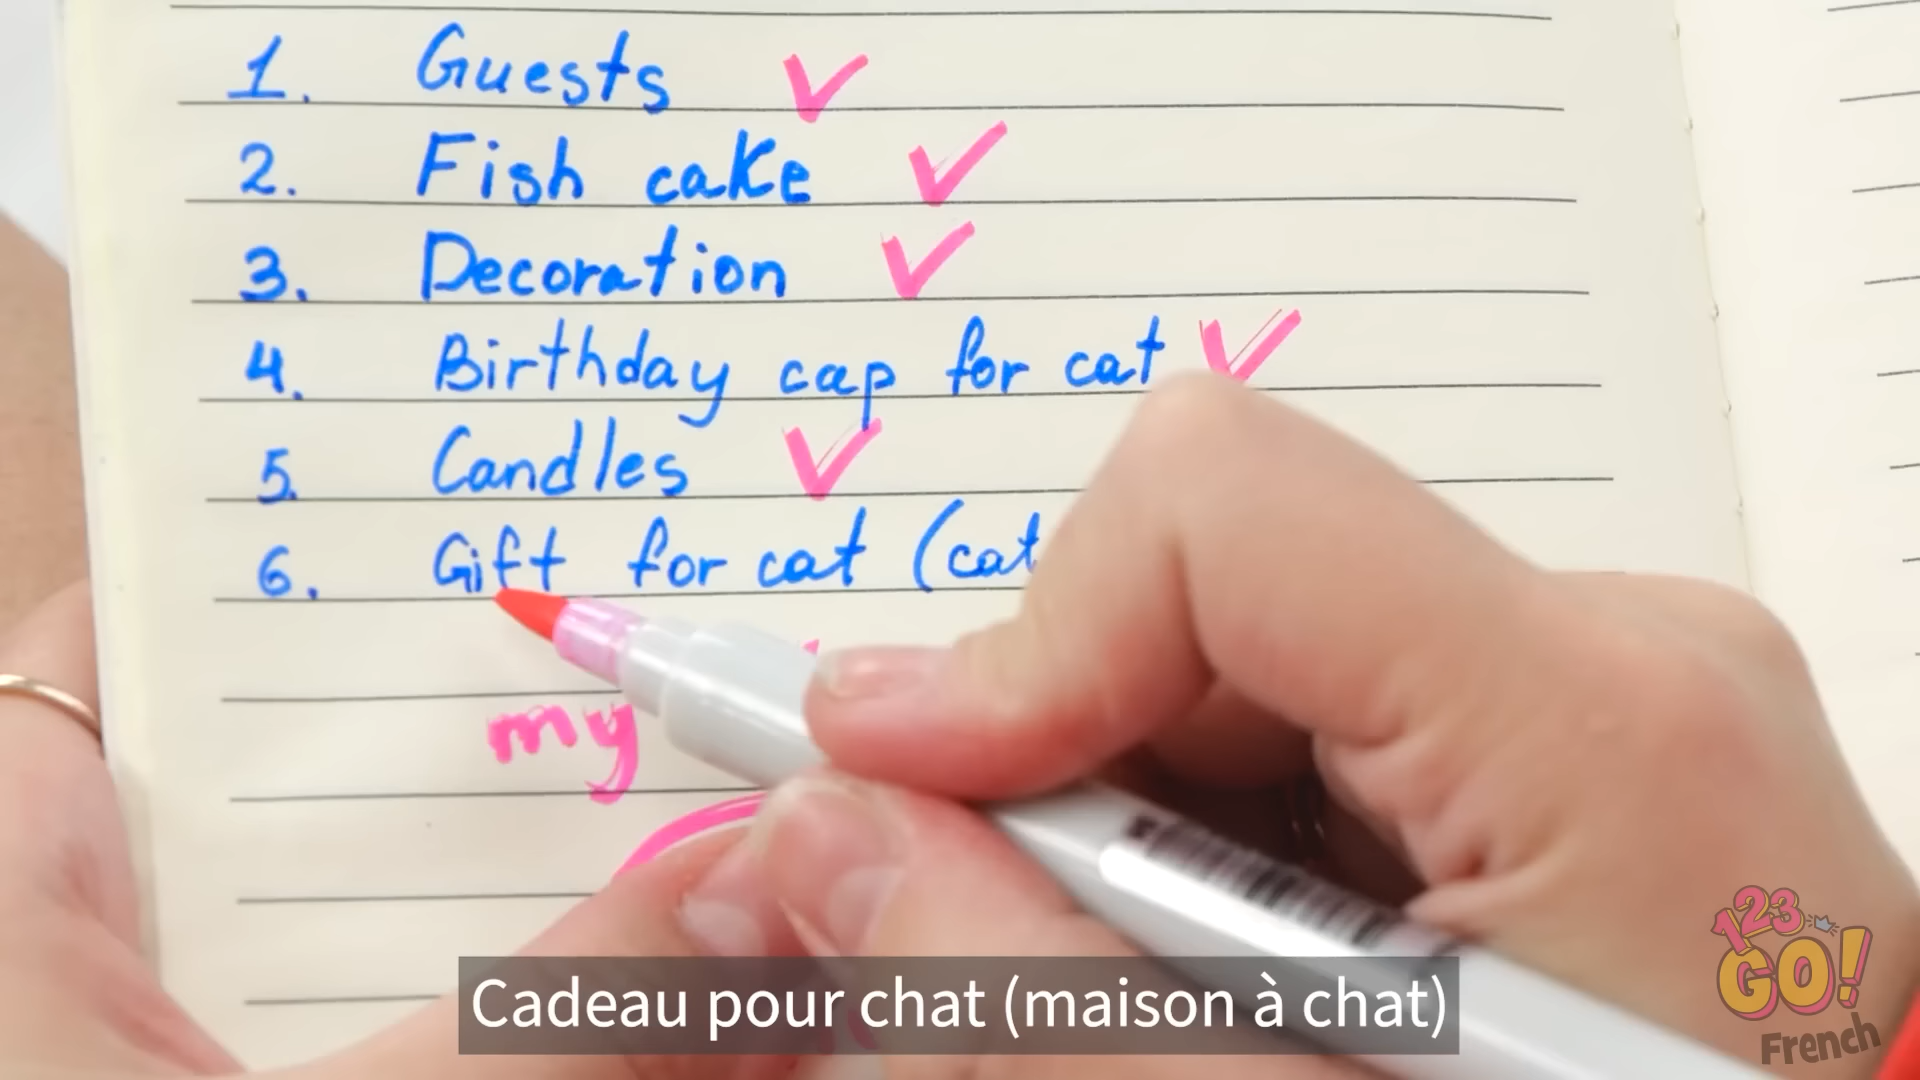 1. Guests
2. Fish cake
3. Decoration
4. Birthday cap for cat
5. Candles
6. Gift for cat (cat
my
Cadeau pour chat (maison à chat)
123
GO!
French